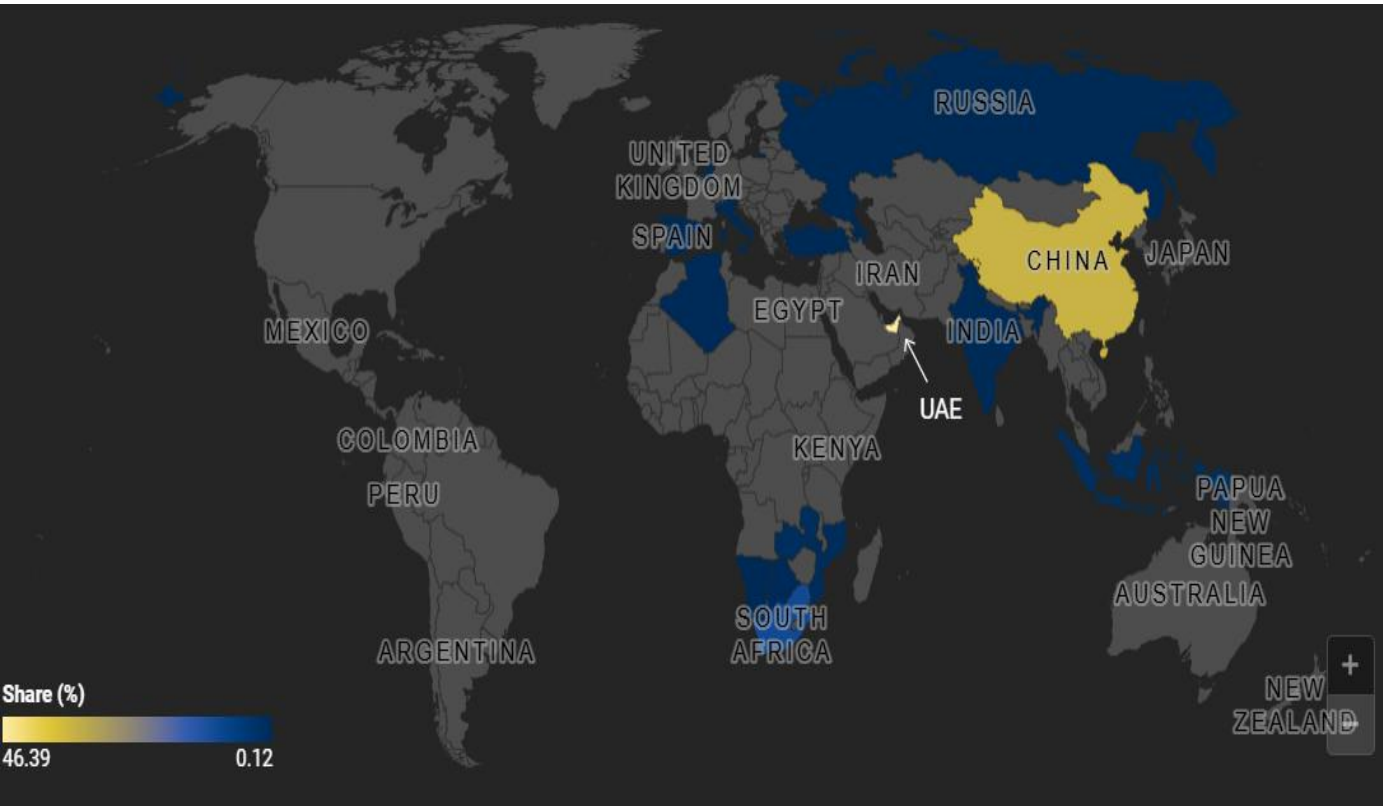 RUSSIA
UNITED
KINGDOM
SPAIN
IRAN
CHINA
JAPAN
EGYPT
MEXICO
INDIA
UAE
COLOMBIA
KENYA
PERU
PAPUA
NEW
GUINEA
AUSTRALIA
SOUTH
AFRICA
ARGENTINA
NEW
ZEALAND
+
−
Share (%)
46.39 0.12